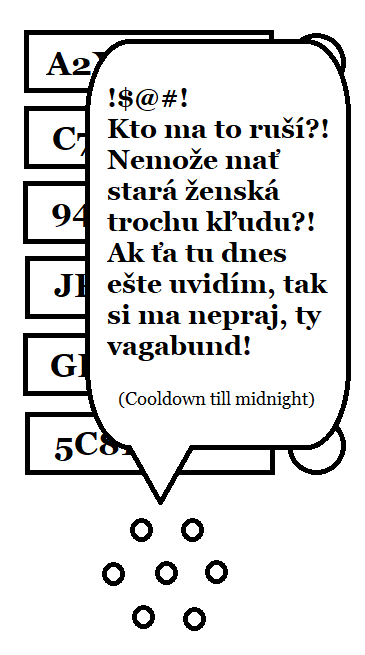 !$@#!
Kto ma to ruší?!
Nemože mať
stará ženská
trochu kľudu?!
Ak ťa tu dnes
ešte uvidím, tak
si ma nepraj, ty
vagabund!
(Cooldown till midnight)